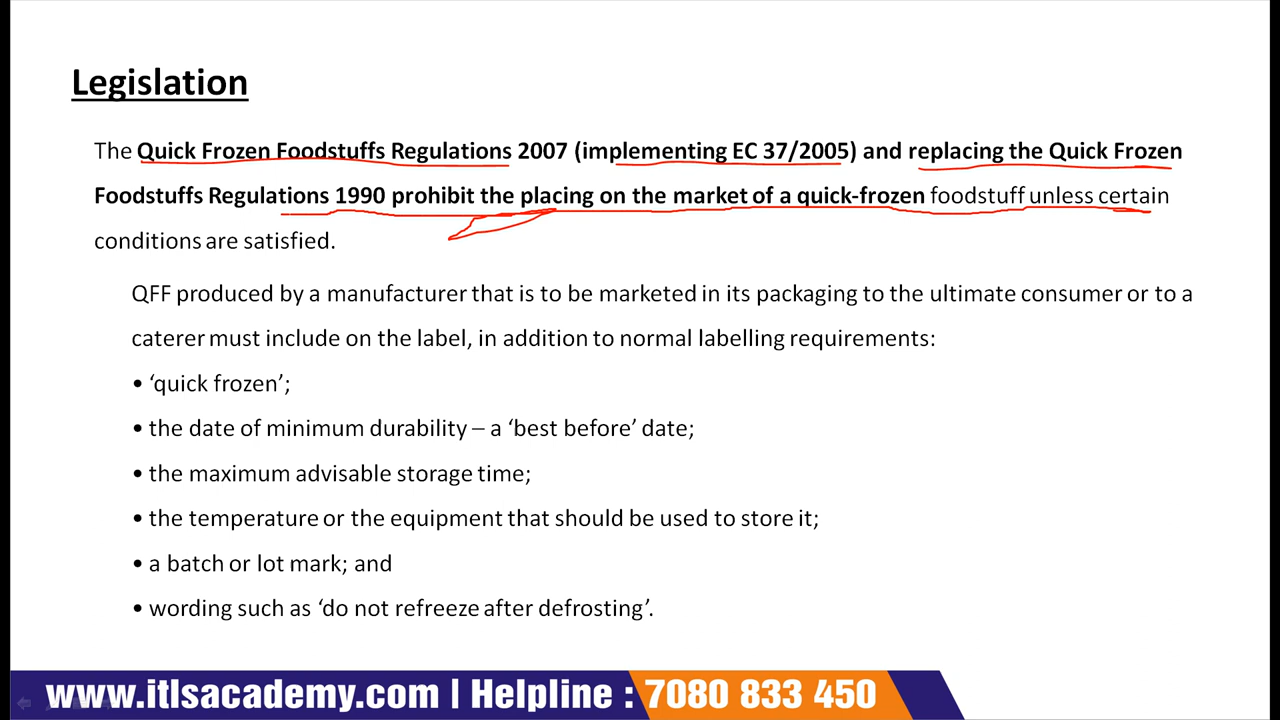 Legislation
The Quick Frozen Foodstuffs Regulations 2007 (implementing EC 37/2005) and replacing the Quick Frozen
Foodstuffs Regulations 1990 prohibit the placing on the market of a quick-frozen foodstuff unless certain
conditions are satisfied.
QFF produced by a manufacturer that is to be marketed in its packaging to the ultimate consumer or to a
caterer must include on the label, in addition to normal labelling requirements:
• ‘quick frozen’;
• the date of minimum durability – a ‘best before’ date;
• the maximum advisable storage time;
• the temperature or the equipment that should be used to store it;
• a batch or lot mark; and
• wording such as ‘do not refreeze after defrosting’.
www.itlsacademy.com | Helpline : 7080 833 450